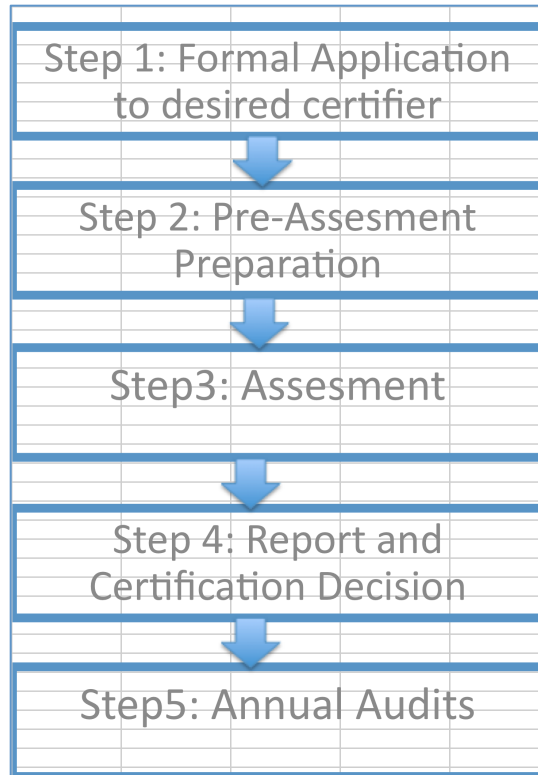 Step 1: Formal Application
to desired certifier
Step 2: Pre-Assesment
Preparation
Step3: Assesment
Step 4: Report and
Certification Decision
Step5: Annual Audits